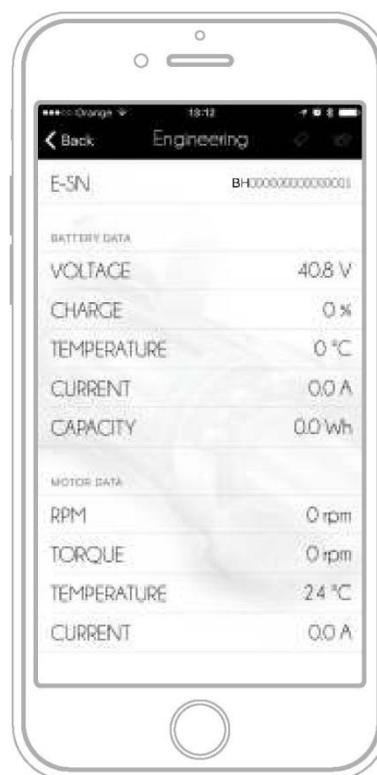 Orange 18:12
Back Engineering
E-SN BH000000000000001
BATTERY DATA
VOLTAGE 40.8 V
CHARGE 0 %
TEMPERATURE 0 °C
CURRENT 0.0 A
CAPACITY 0.0 Wh
MOTOR DATA
RPM 0 rpm
TORQUE 0 rpm
TEMPERATURE 24 °C
CURRENT 0.0 A